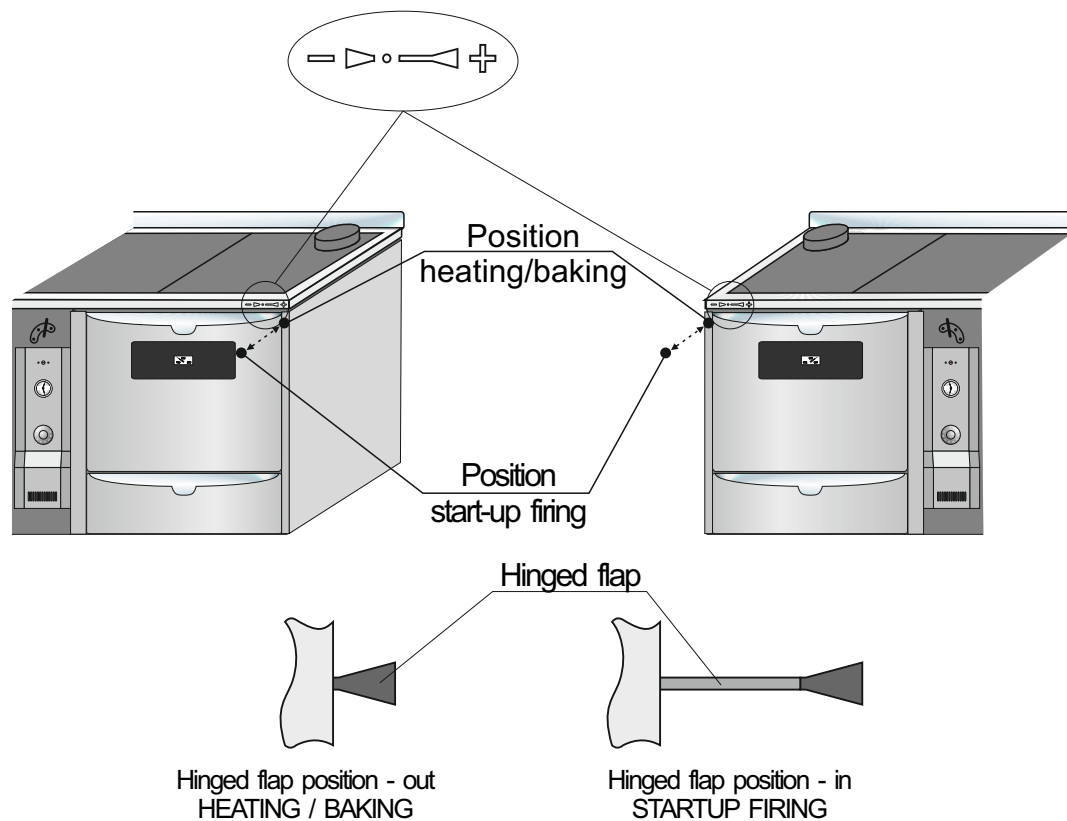 Position
heating/baking
Position
start-up firing
Hinged flap
Hinged flap position - out
HEATING / BAKING
Hinged flap position - in
STARTUP FIRING